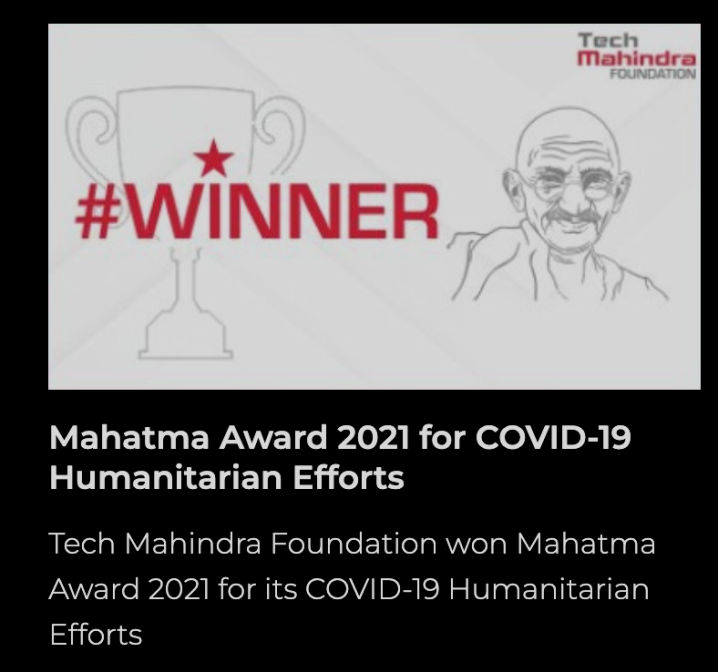 Tech
Mahindra
FOUNDATION
#WINNER
Mahatma Award 2021 for COVID-19
Humanitarian Efforts
Tech Mahindra Foundation won Mahatma
Award 2021 for its COVID-19 Humanitarian
Efforts